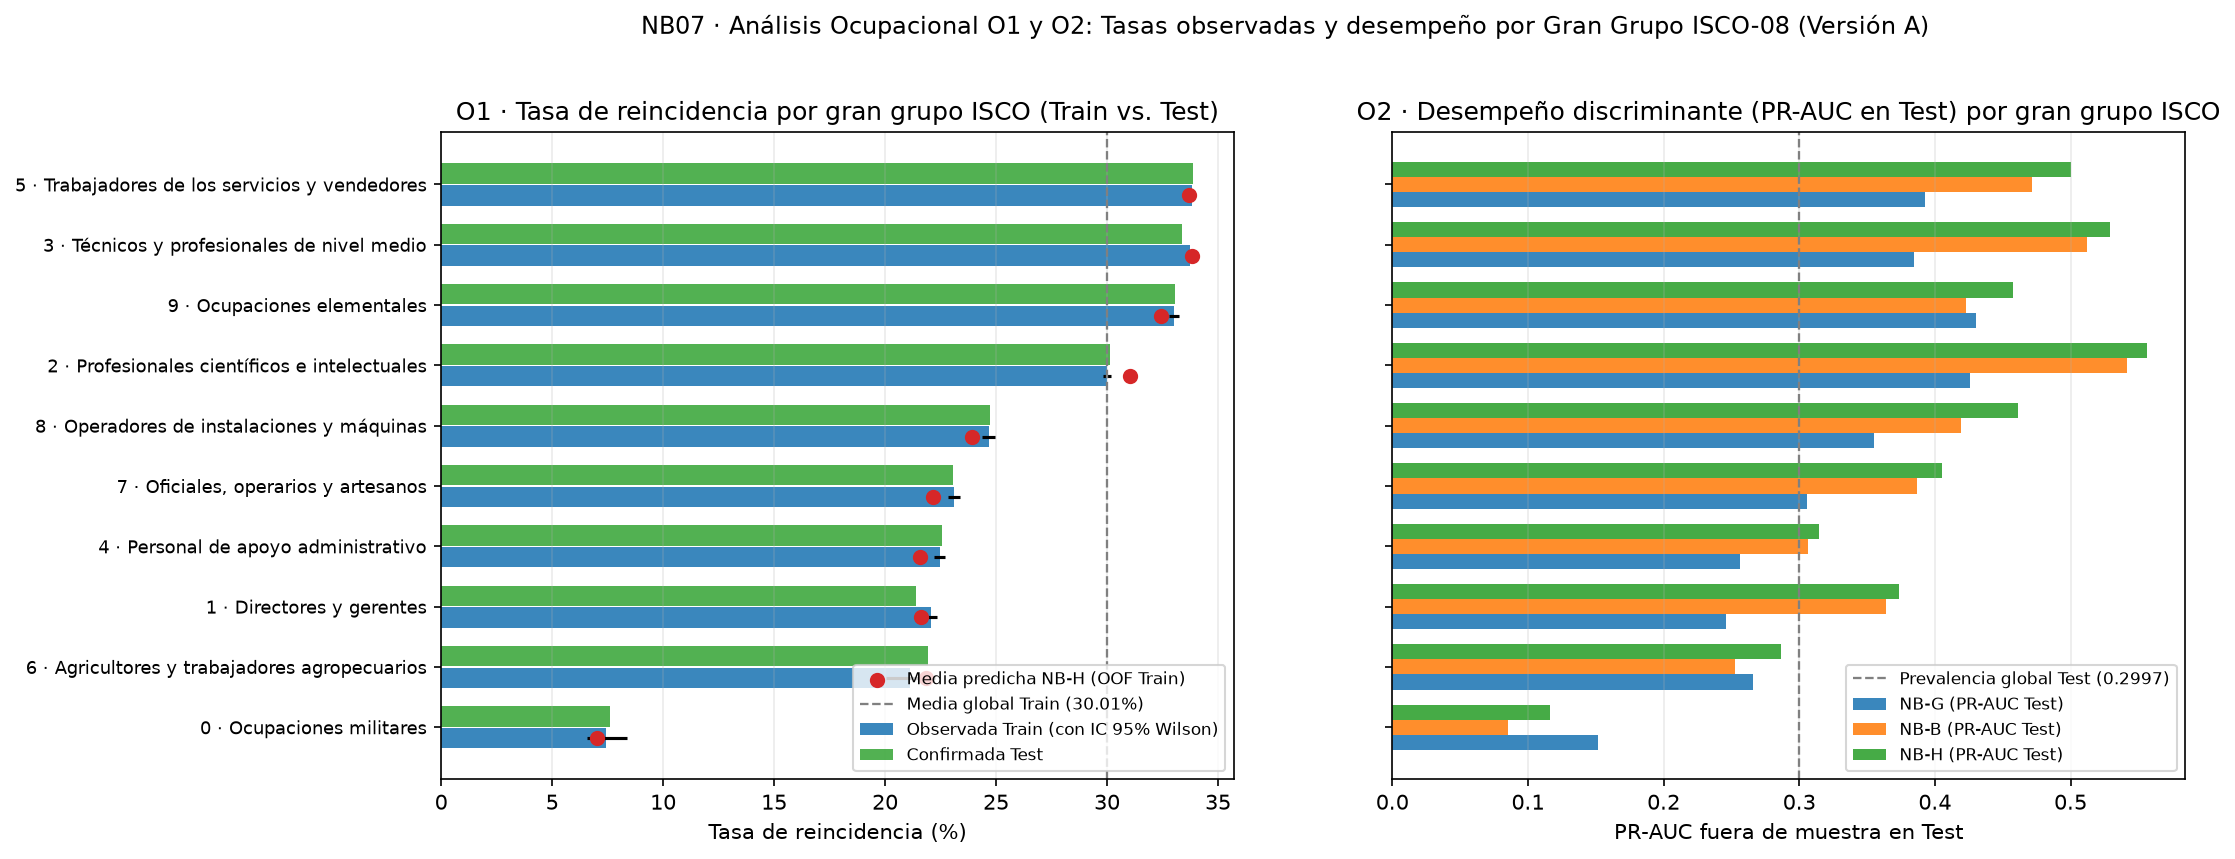 NB07 · Análisis Ocupacional O1 y O2: Tasas observadas y desempeño por Gran Grupo ISCO-08 (Versión A)
O1 · Tasa de reincidencia por gran grupo ISCO (Train vs. Test)
5 · Trabajadores de los servicios y vendedores
3 · Técnicos y profesionales de nivel medio
9 · Ocupaciones elementales
2 · Profesionales científicos e intelectuales
8 · Operadores de instalaciones y máquinas
7 · Oficiales, operarios y artesanos
4 · Personal de apoyo administrativo
1 · Directores y gerentes
6 · Agricultores y trabajadores agropecuarios
0 · Ocupaciones militares
Media predicha NB-H (OOF Train)
Media global Train (30.01%)
Observada Train (con IC 95% Wilson)
Confirmada Test
0 5 10 15 20 25 30 35
Tasa de reincidencia (%)
O2 · Desempeño discriminante (PR-AUC en Test) por gran grupo ISCO
Prevalencia global Test (0.2997)
NB-G (PR-AUC Test)
NB-B (PR-AUC Test)
NB-H (PR-AUC Test)
0.0 0.1 0.2 0.3 0.4 0.5
PR-AUC fuera de muestra en Test